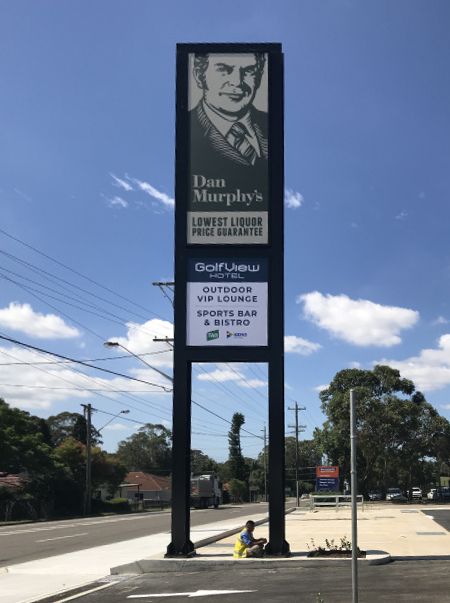 Dan
Murphy's
LOWEST LIQUOR
PRICE GUARANTEE
GolfView
HOTEL
OUTDOOR
VIP LOUNGE
SPORTS BAR
& BISTRO